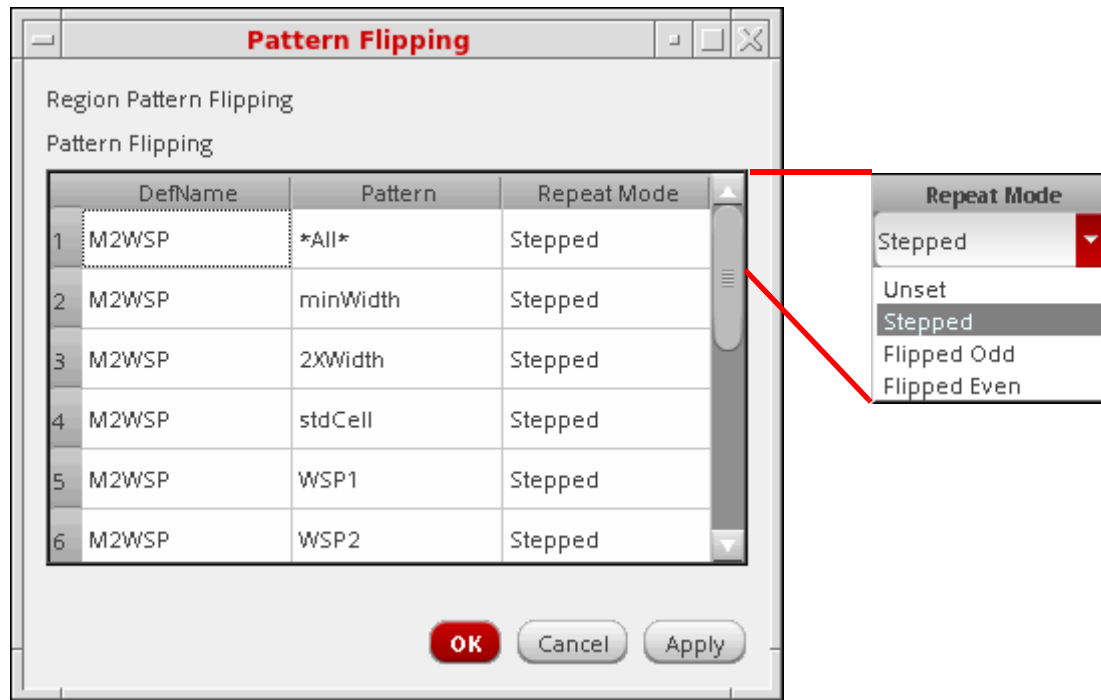 Pattern Flipping
Region Pattern Flipping
Pattern Flipping
DefName Pattern Repeat Mode
1 M2WSP *All* Stepped
2 M2WSP minWidth Stepped
3 M2WSP 2XWidth Stepped
4 M2WSP stdCell Stepped
5 M2WSP WSP1 Stepped
6 M2WSP WSP2 Stepped
OK Cancel Apply
Repeat Mode
Stepped
Unset
Stepped
Flipped Odd
Flipped Even